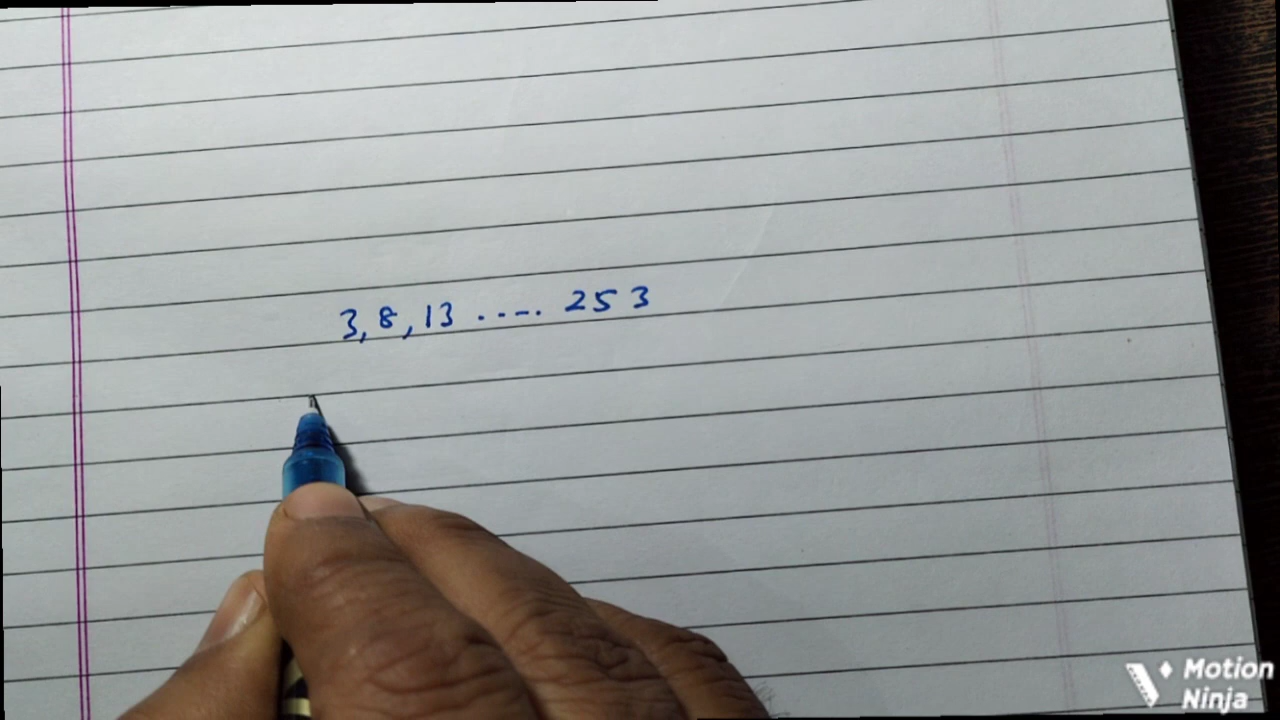 3, 8, 13 ..... 253
Motion
Ninja